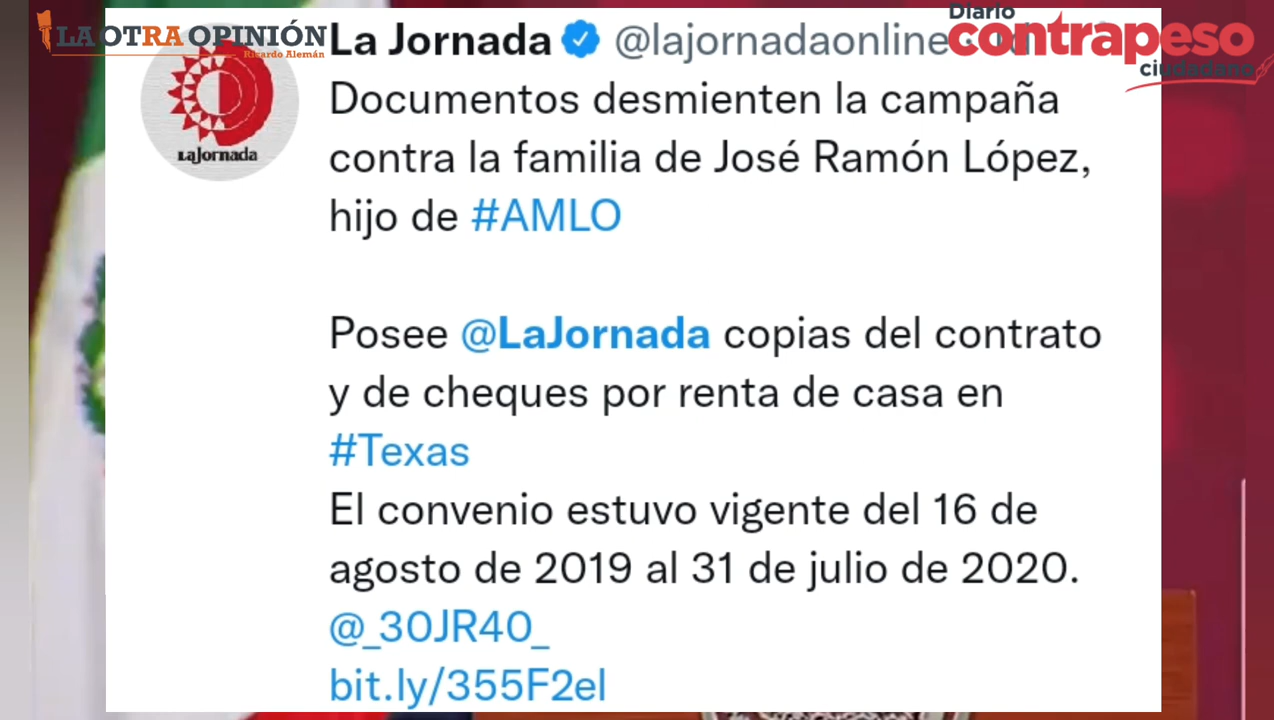 LA OTRA OPINIÓN
Ricardo Alemán
Diario
contrapeso
ciudadano
La Jornada @lajornadaonline
La Jornada
Documentos desmienten la campaña
contra la familia de José Ramón López,
hijo de #AMLO
Posee @LaJornada copias del contrato
y de cheques por renta de casa en
#Texas
El convenio estuvo vigente del 16 de
agosto de 2019 al 31 de julio de 2020.
@_30JR40_
bit.ly/355F2el